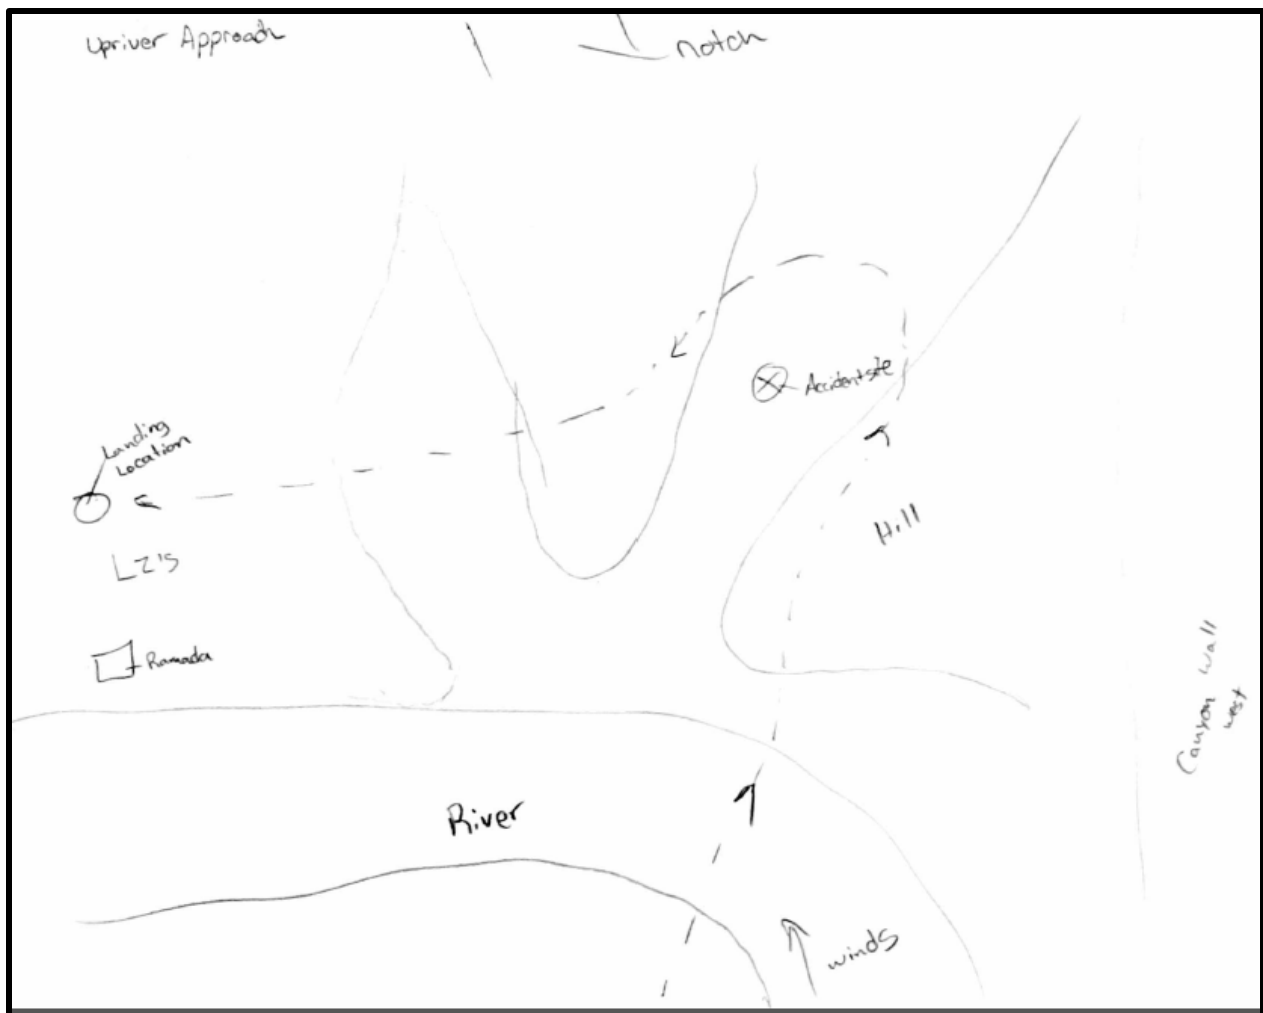 Upriver Approach
notch
Accident site
Landing
Location
Hill
LZ's
Ramada
Canyon Wall
west
River
winds